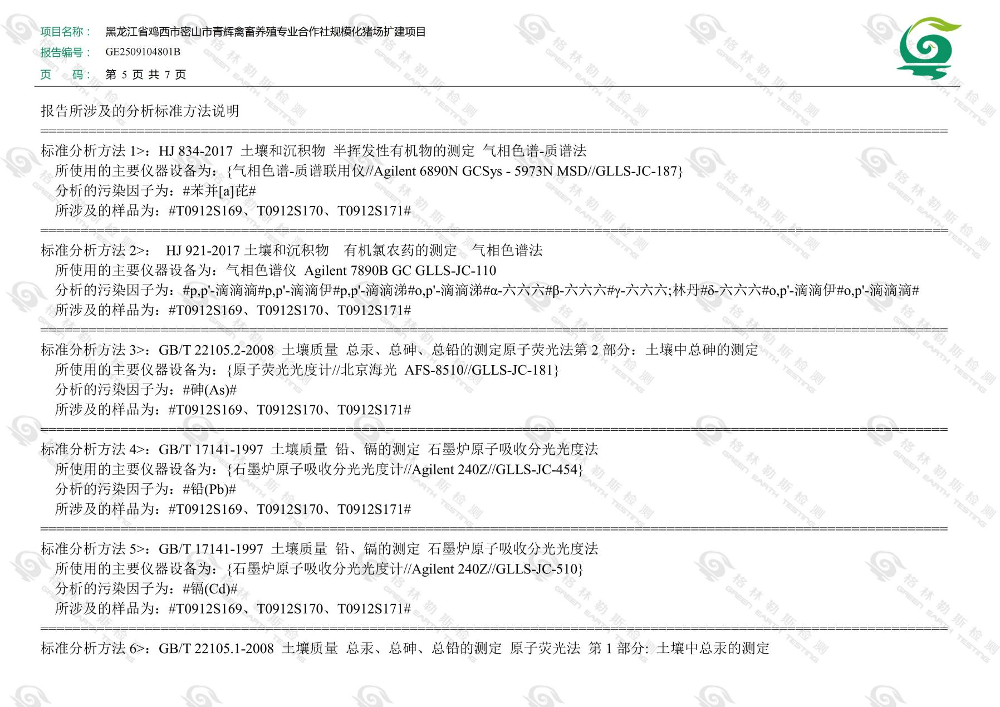 项目名称： 黑龙江省鸡西市密山市青辉禽畜养殖专业合作社规模化猪场扩建项目
报告编号： GE2509104801B
页 码： 第 5 页 共 7 页
报告所涉及的分析标准方法说明
标准分析方法 1>：HJ 834-2017 土壤和沉积物 半挥发性有机物的测定 气相色谱-质谱法
所使用的主要仪器设备为：{气相色谱-质谱联用仪//Agilent 6890N GCSys - 5973N MSD//GLLS-JC-187}
分析的污染因子为：#苯并[a]芘#
所涉及的样品为：#T0912S169、T0912S170、T0912S171#
标准分析方法 2>： HJ 921-2017 土壤和沉积物 有机氯农药的测定 气相色谱法
所使用的主要仪器设备为：气相色谱仪 Agilent 7890B GC GLLS-JC-110
分析的污染因子为：#p,p'-滴滴滴#p,p'-滴滴伊#p,p'-滴滴涕#o,p'-滴滴涕#α-六六六#β-六六六#γ-六六六;林丹#δ-六六六#o,p'-滴滴伊#o,p'-滴滴滴#
所涉及的样品为：#T0912S169、T0912S170、T0912S171#
标准分析方法 3>：GB/T 22105.2-2008 土壤质量 总汞、总砷、总铅的测定原子荧光法第 2 部分：土壤中总砷的测定
所使用的主要仪器设备为：{原子荧光光度计//北京海光 AFS-8510//GLLS-JC-181}
分析的污染因子为：#砷(As)#
所涉及的样品为：#T0912S169、T0912S170、T0912S171#
标准分析方法 4>：GB/T 17141-1997 土壤质量 铅、镉的测定 石墨炉原子吸收分光光度法
所使用的主要仪器设备为：{石墨炉原子吸收分光光度计//Agilent 240Z//GLLS-JC-454}
分析的污染因子为：#铅(Pb)#
所涉及的样品为：#T0912S169、T0912S170、T0912S171#
标准分析方法 5>：GB/T 17141-1997 土壤质量 铅、镉的测定 石墨炉原子吸收分光光度法
所使用的主要仪器设备为：{石墨炉原子吸收分光光度计//Agilent 240Z//GLLS-JC-510}
分析的污染因子为：#镉(Cd)#
所涉及的样品为：#T0912S169、T0912S170、T0912S171#
标准分析方法 6>：GB/T 22105.1-2008 土壤质量 总汞、总砷、总铅的测定 原子荧光法 第 1 部分: 土壤中总汞的测定
格林勒斯检测
GREEN EARTH TESTING